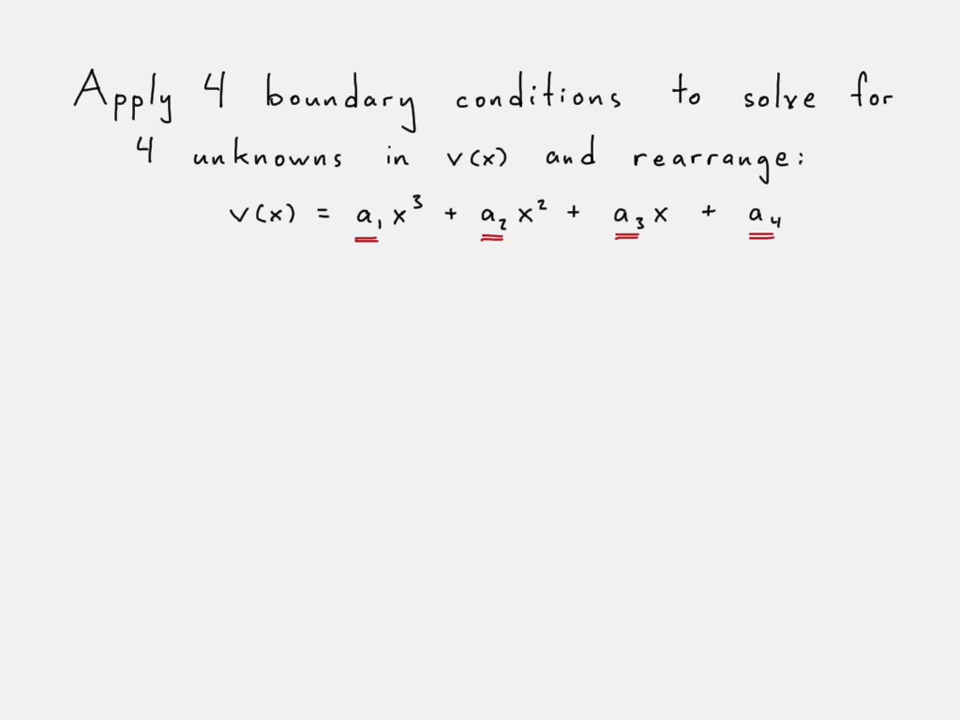 Apply 4 boundary conditions to solve for
4 unknowns in v(x) and rearrange:
v(x) = a₁x³ + a₂x² + a₃x + a₄